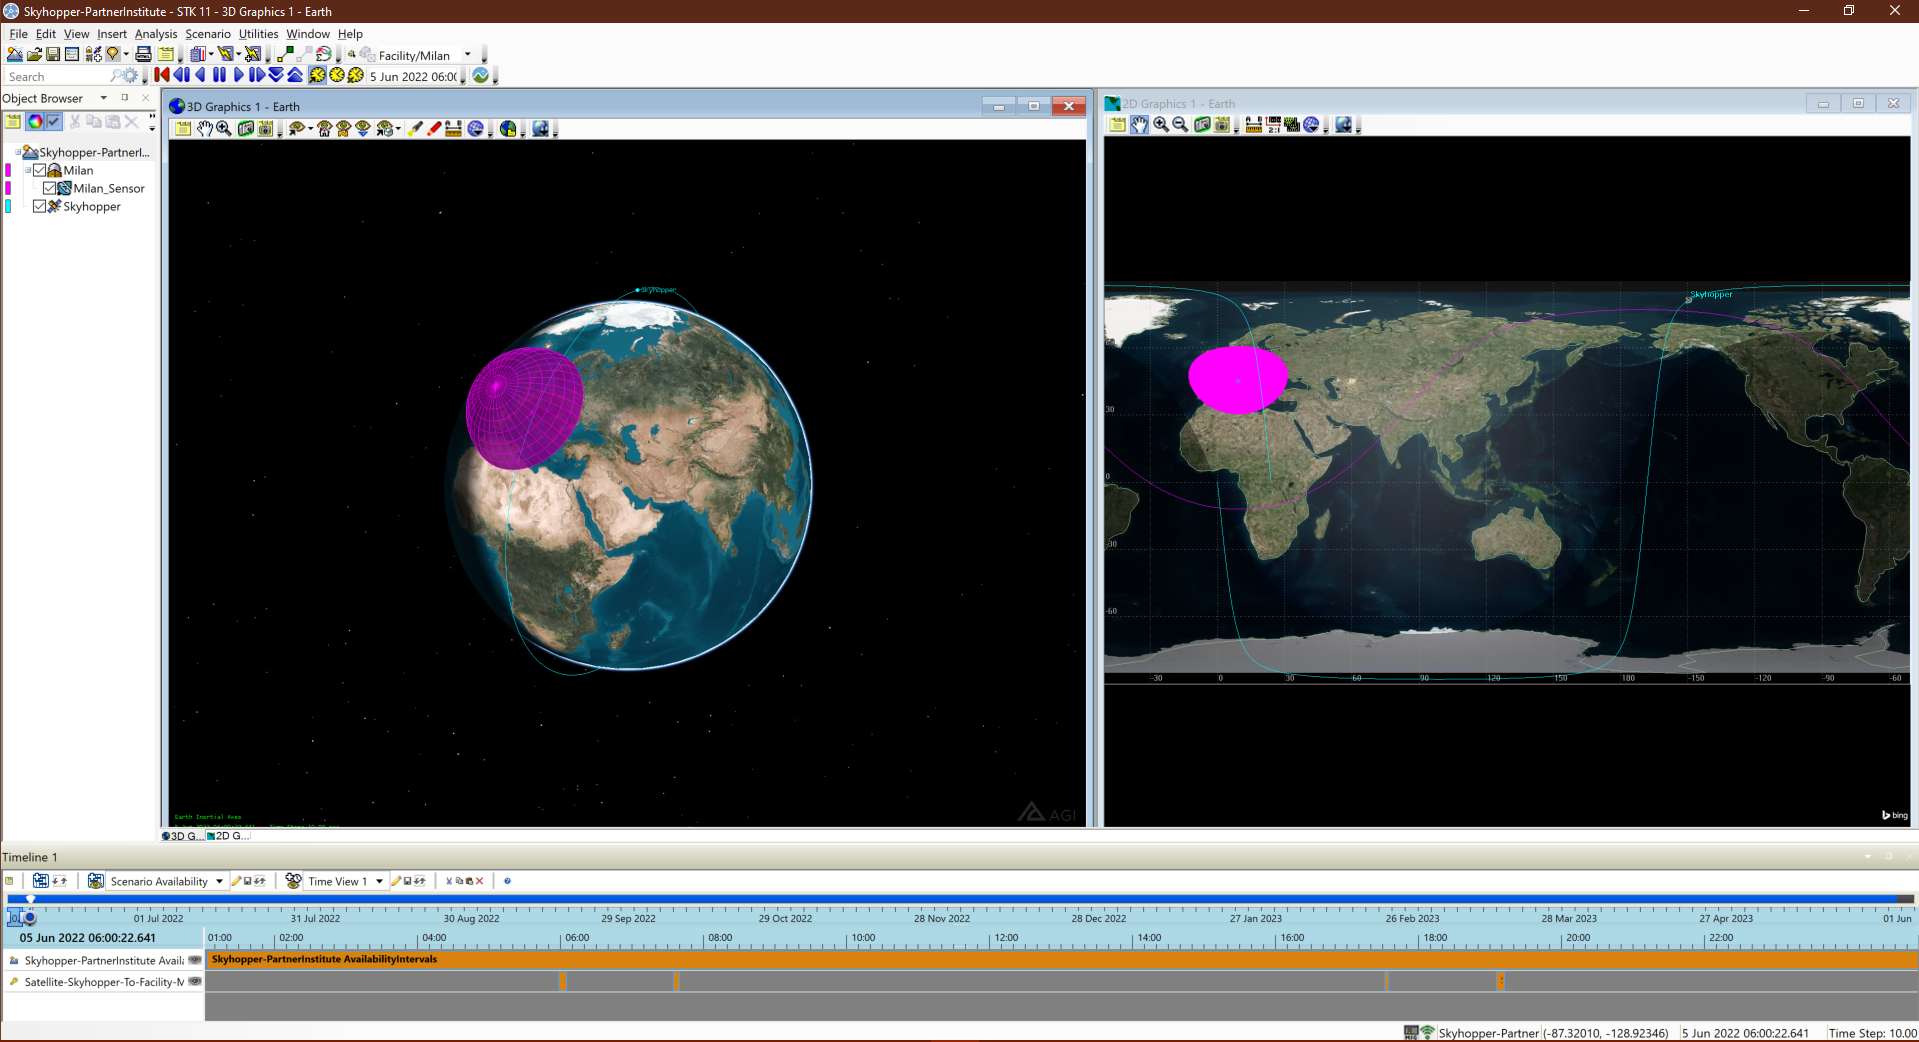 Skyhopper-PartnerInstitute - STK 11 - 3D Graphics 1 - Earth
File Edit View Insert Analysis Scenario Utilities Window Help
Facility/Milan
Search
5 Jun 2022 06:00
Object Browser
3D Graphics 1 - Earth
2D Graphics 1 - Earth
Skyhopper-PartnerI...
Milan
Milan_Sensor
Skyhopper
Skyhopper
Skyhopper
30
0
-30
-60
-30 0 30 60 90 120 150 180 -150 -120 -90 -60
Earth Inertial Axes
AGI
bing
3D G... 2D G...
Timeline 1
Scenario Availability
Time View 1
01 Jul 2022 31 Jul 2022 30 Aug 2022 29 Sep 2022 29 Oct 2022 28 Nov 2022 28 Dec 2022 27 Jan 2023 26 Feb 2023 28 Mar 2023 27 Apr 2023 01 Jun
05 Jun 2022 06:00:22.641
01:00 02:00 04:00 06:00 08:00 10:00 12:00 14:00 16:00 18:00 20:00 22:00
Skyhopper-PartnerInstitute Availa
Skyhopper-PartnerInstitute AvailabilityIntervals
Satellite-Skyhopper-To-Facility-M
Skyhopper-Partner (-87.32010, -128.92346) 5 Jun 2022 06:00:22.641 Time Step: 10.00